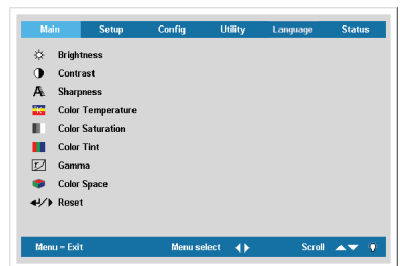 Main Setup Config Utility Language Status
Brightness
Contrast
Sharpness
Color Temperature
Color Saturation
Color Tint
Gamma
Color Space
Reset
Menu = Exit Menu select Scroll